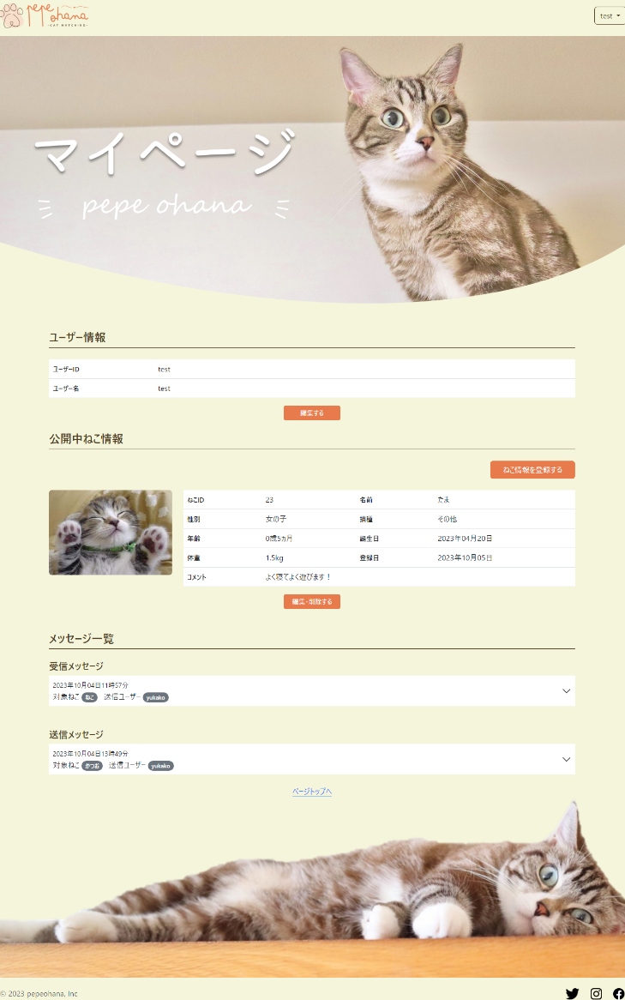 pepe ohana
-CAT MATCHING-
test
マイページ
pepe ohana
ユーザー情報
ユーザーID test
ユーザー名 test
編集する
公開中ねこ情報
ねこ情報を登録する
ねこID 23 名前 たま
性別 女の子 猫種 その他
年齢 0歳5ヵ月 誕生日 2023年04月20日
体重 1.5kg 登録日 2023年10月05日
コメント よく寝てよく遊びます！
編集・削除する
メッセージ一覧
受信メッセージ
2023年10月04日11時57分
対象ねこ ねこ 送信ユーザー yukako
送信メッセージ
2023年10月04日13時49分
対象ねこ かつお 送信ユーザー yukako
ページトップへ
© 2023 pepeohana, Inc